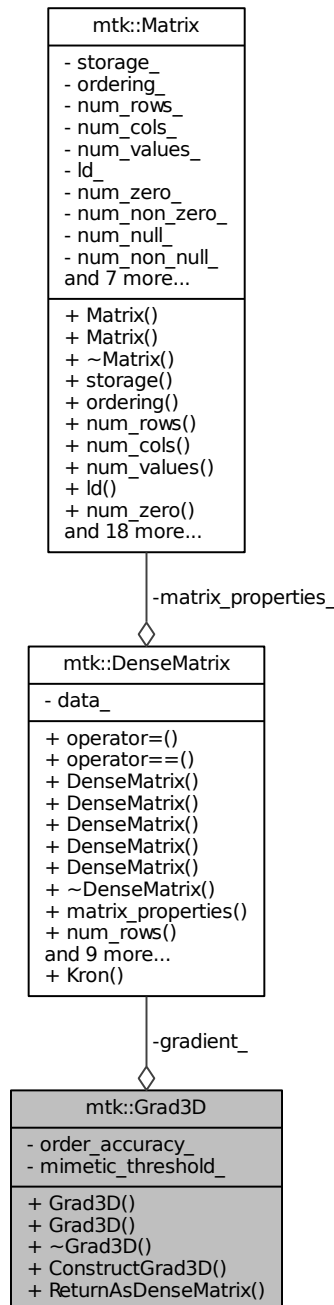 mtk::Matrix
- storage_
- ordering_
- num_rows_
- num_cols_
- num_values_
- ld_
- num_zero_
- num_non_zero_
- num_null_
- num_non_null_
and 7 more...
+ Matrix()
+ Matrix()
+ ~Matrix()
+ storage()
+ ordering()
+ num_rows()
+ num_cols()
+ num_values()
+ ld()
+ num_zero()
and 18 more...
-matrix_properties_
mtk::DenseMatrix
- data_
+ operator=()
+ operator==()
+ DenseMatrix()
+ DenseMatrix()
+ DenseMatrix()
+ DenseMatrix()
+ DenseMatrix()
+ ~DenseMatrix()
+ matrix_properties()
+ num_rows()
and 9 more...
+ Kron()
-gradient_
mtk::Grad3D
- order_accuracy_
- mimetic_threshold_
+ Grad3D()
+ Grad3D()
+ ~Grad3D()
+ ConstructGrad3D()
+ ReturnAsDenseMatrix()